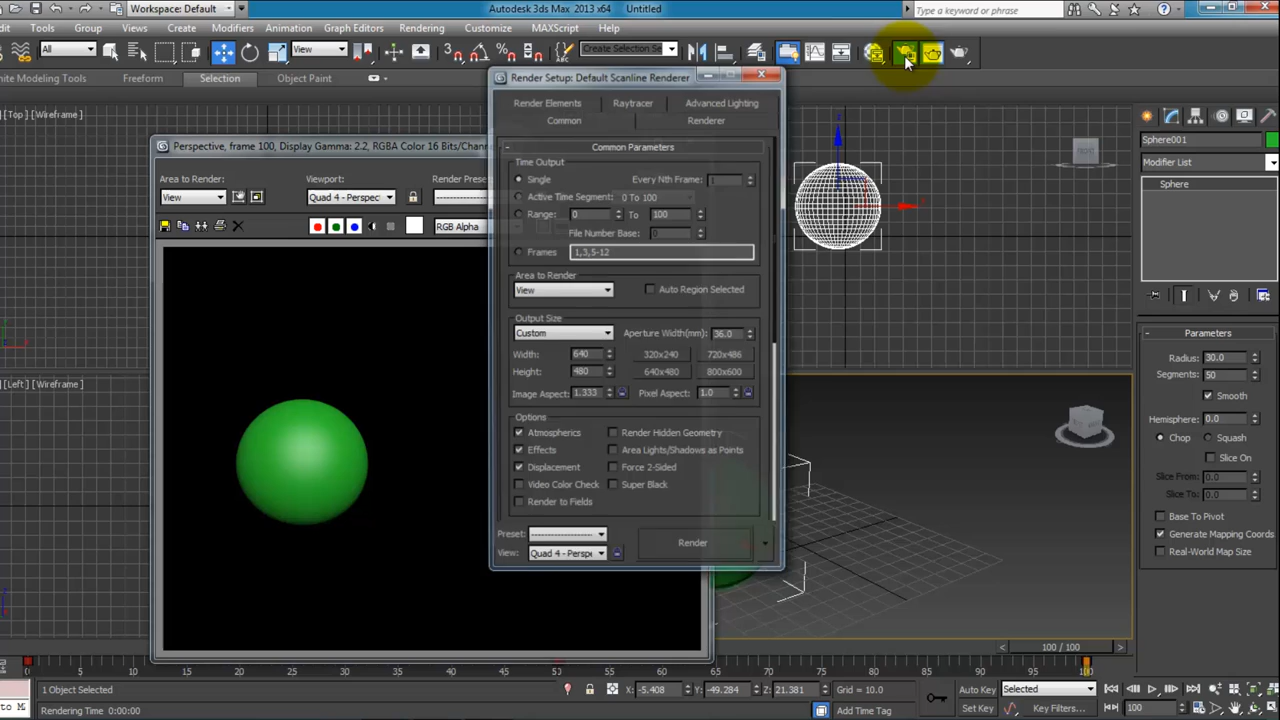 Workspace: Default
Autodesk 3ds Max 2013 x64 Untitled
Type a keyword or phrase
Tools Group Views Create Modifiers Animation Graph Editors Rendering Customize MAXScript Help
All
View
Create Selection Se
Modeling Tools Freeform Selection Object Paint
Render Setup: Default Scanline Renderer
Render Elements Raytracer Advanced Lighting
Common Renderer
] [Top ] [Wireframe ]
Perspective, frame 100, Display Gamma: 2.2, RGBA Color 16 Bits/Chann
Area to Render: Viewport: Render Pres
View Quad 4 - Perspec
RGB Alpha
- Common Parameters
Time Output
Single Every Nth Frame: 1
Active Time Segment: 0 To 100
Range: 0 To 100
File Number Base: 0
Frames 1,3,5-12
Area to Render
View Auto Region Selected
Output Size
Custom Aperture Width(mm): 36.0
Width: 640 320x240 720x486
Height: 480 640x480 800x600
Image Aspect: 1.333 Pixel Aspect: 1.0
Options
Atmospherics Render Hidden Geometry
Effects Area Lights/Shadows as Points
Displacement Force 2-Sided
Video Color Check Super Black
Render to Fields
Preset:
View: Quad 4 - Perspe
Render
FRONT
Sphere001
Modifier List
Sphere
- Parameters
Radius: 30.0
Segments: 50
Smooth
Hemisphere: 0.0
Chop Squash
Slice On
Slice From: 0.0
Slice To: 0.0
Base To Pivot
Generate Mapping Coords
Real-World Map Size
] [Left ] [Wireframe ]
< 100 / 100 >
0 5 10 15 20 25 30 35 40 45 50 55 60 65 70 75 80 85 90 95 100
1 Object Selected X: -5.408 Y: -49.284 Z: 21.381 Grid = 10.0 Auto Key Selected
Rendering Time 0:00:00 Add Time Tag Set Key Key Filters... 100